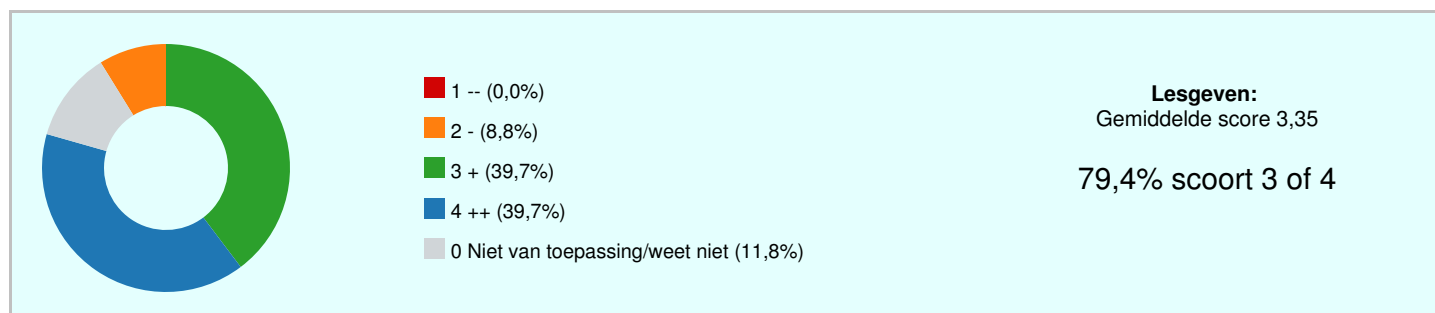 1 -- (0,0%)
2 - (8,8%)
3 + (39,7%)
4 ++ (39,7%)
0 Niet van toepassing/weet niet (11,8%)
Lesgeven:
Gemiddelde score 3,35
79,4% scoort 3 of 4